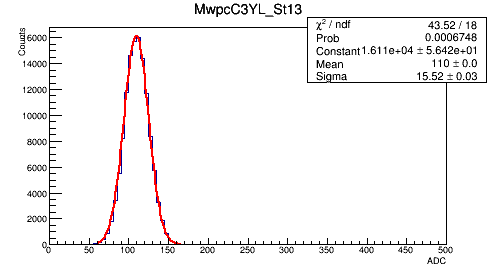 MwpcC3YL_St13
χ² / ndf 43.52 / 18
Prob 0.0006748
Constant 1.611e+04 ± 5.642e+01
Mean 110 ± 0.0
Sigma 15.52 ± 0.03
Counts
16000
14000
12000
10000
8000
6000
4000
2000
0
0 50 100 150 200 250 300 350 400 450 500
ADC